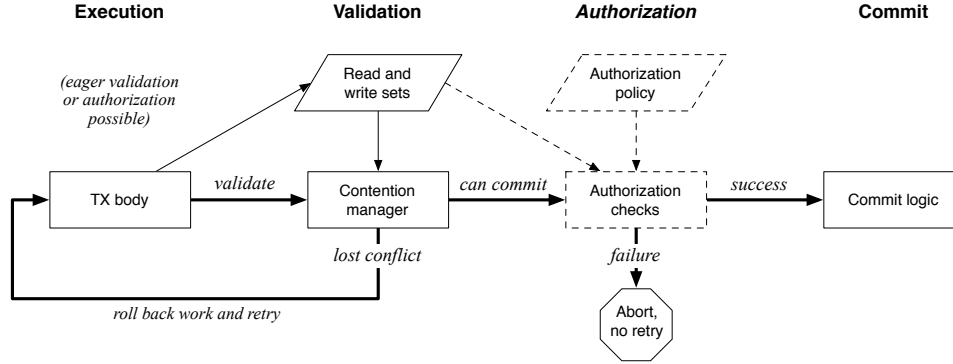 Execution
Validation
Authorization
Commit
(eager validation
or authorization
possible)
Read and
write sets
Authorization
policy
TX body
validate
Contention
manager
can commit
Authorization
checks
success
Commit logic
lost conflict
failure
roll back work and retry
Abort,
no retry